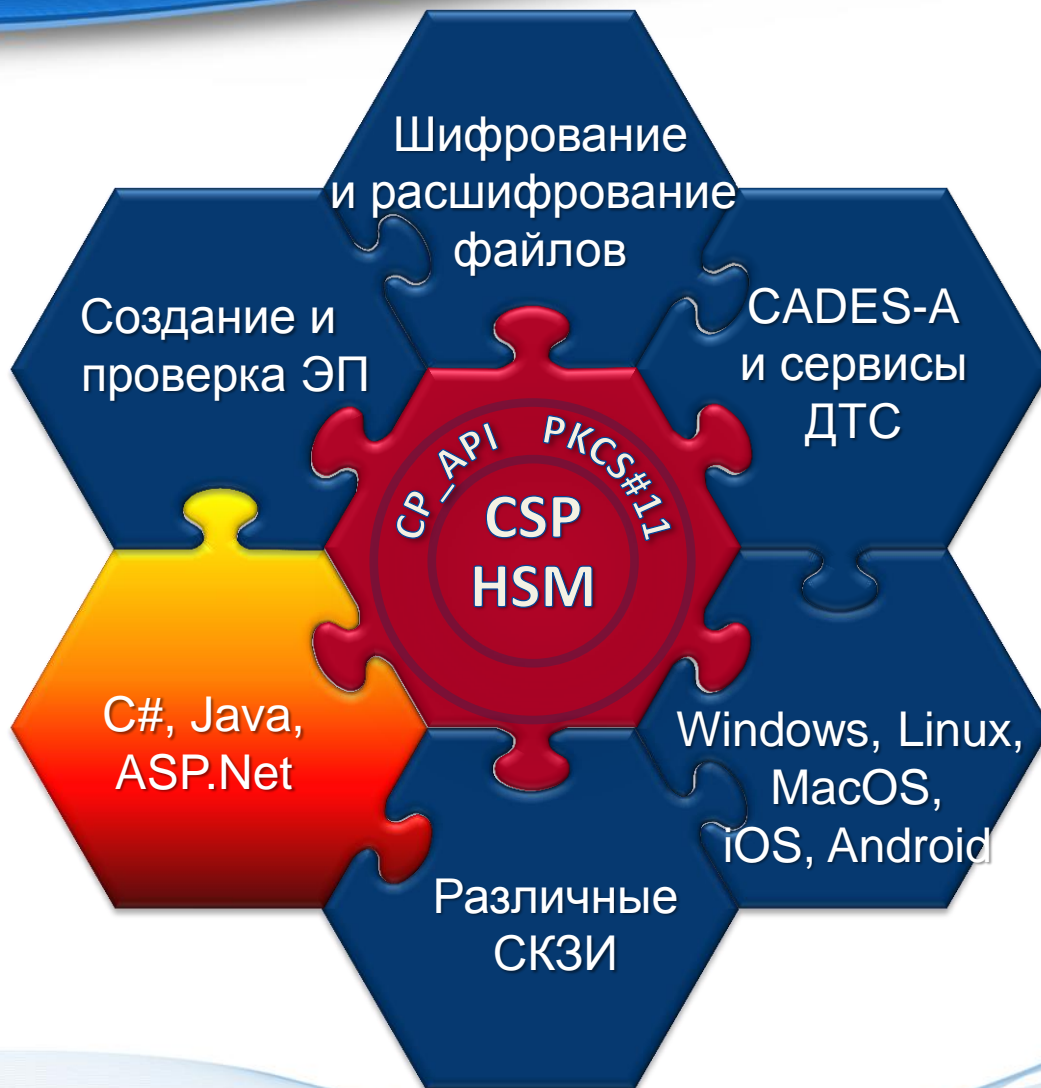 Шифрование
и расшифрование
файлов
Создание и
проверка ЭП
CADES-A
и сервисы
ДТС
CP_API PKCS#11
CSP
HSM
C#, Java,
ASP.Net
Windows, Linux,
MacOS,
iOS, Android
Различные
СКЗИ